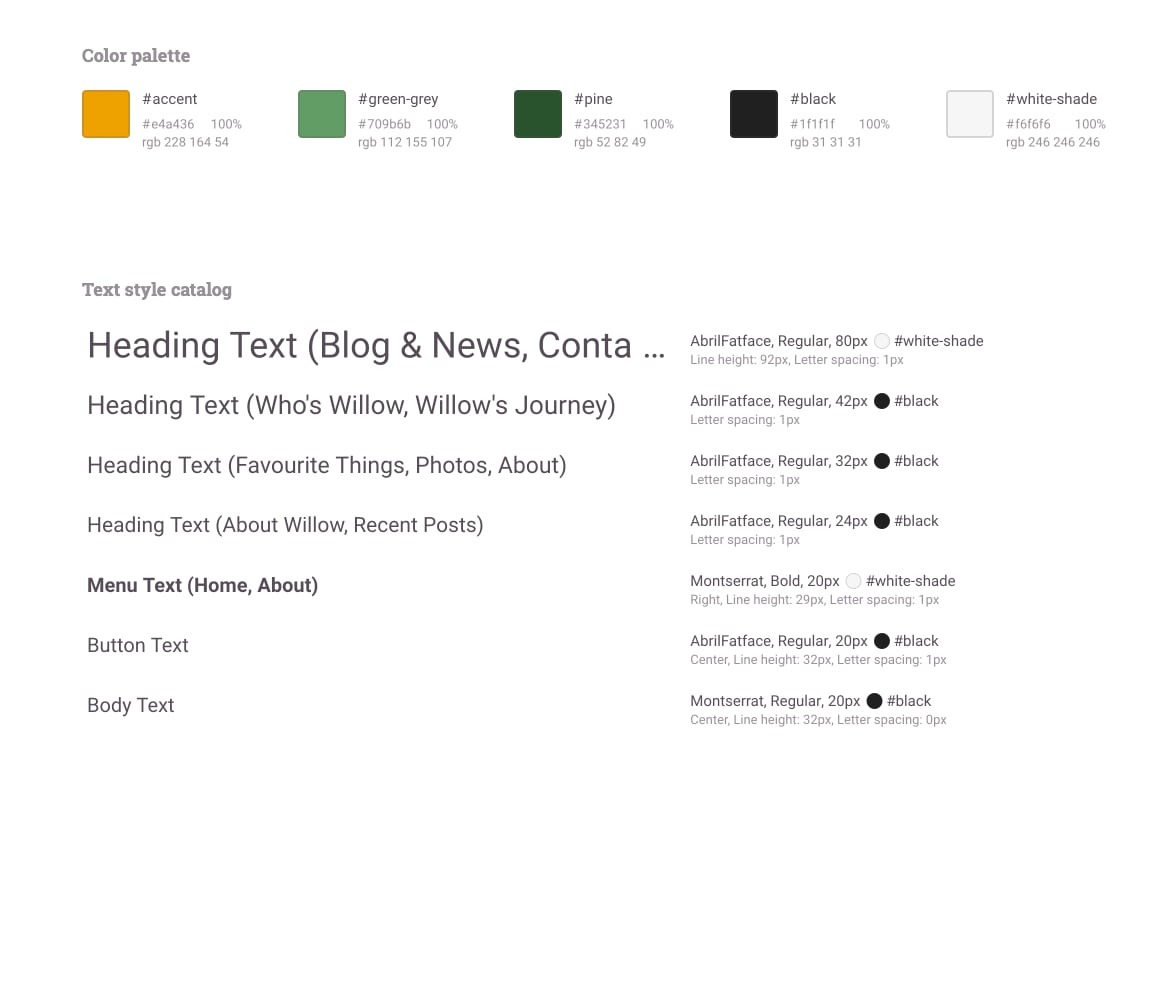 Color palette
#accent
#e4a436 100%
rgb 228 164 54
#green-grey
#709b6b 100%
rgb 112 155 107
#pine
#345231 100%
rgb 52 82 49
#black
#1f1f1f 100%
rgb 31 31 31
#white-shade
#f6f6f6 100%
rgb 246 246 246
Text style catalog
Heading Text (Blog & News, Conta ...
AbrilFatface, Regular, 80px #white-shade
Line height: 92px, Letter spacing: 1px
Heading Text (Who's Willow, Willow's Journey)
AbrilFatface, Regular, 42px #black
Letter spacing: 1px
Heading Text (Favourite Things, Photos, About)
AbrilFatface, Regular, 32px #black
Letter spacing: 1px
Heading Text (About Willow, Recent Posts)
AbrilFatface, Regular, 24px #black
Letter spacing: 1px
Menu Text (Home, About)
Montserrat, Bold, 20px #white-shade
Right, Line height: 29px, Letter spacing: 1px
Button Text
AbrilFatface, Regular, 20px #black
Center, Line height: 32px, Letter spacing: 1px
Body Text
Montserrat, Regular, 20px #black
Center, Line height: 32px, Letter spacing: 0px